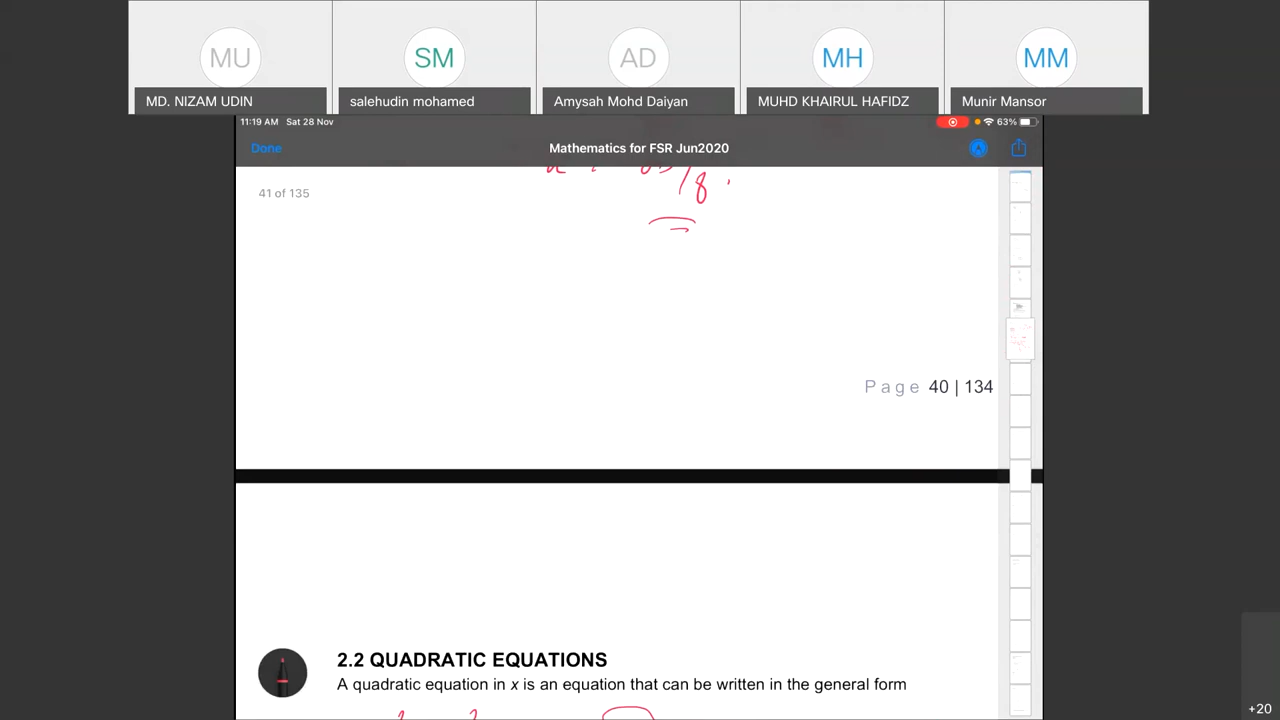 MU
SM
AD
MH
MM
MD. NIZAM UDIN
salehudin mohamed
Amysah Mohd Daiyan
MUHD KHAIRUL HAFIDZ
Munir Mansor
11:19 AM Sat 28 Nov
63%
Done
Mathematics for FSR Jun2020
41 of 135
/8
Page 40 | 134
2.2 QUADRATIC EQUATIONS
A quadratic equation in x is an equation that can be written in the general form
+20